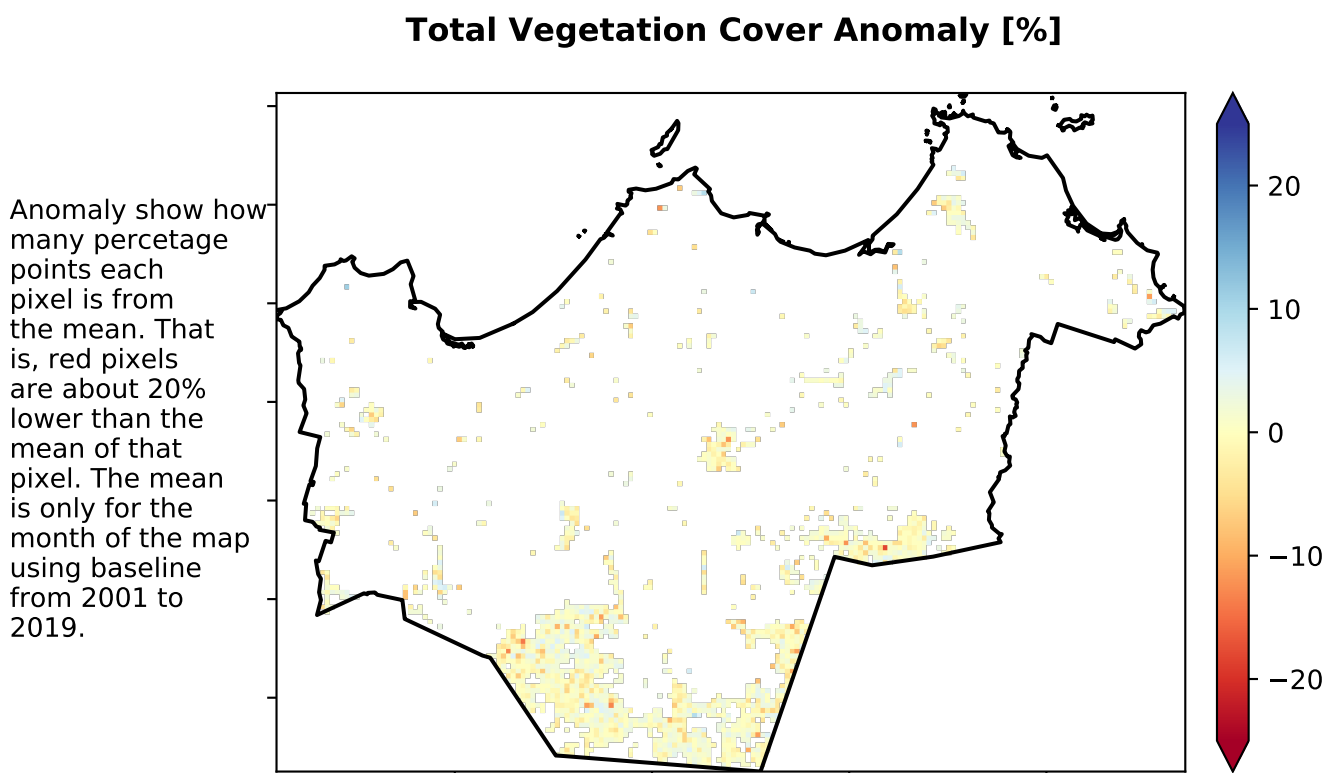 Total Vegetation Cover Anomaly [%]
Anomaly show how
many percetage
points each
pixel is from
the mean. That
is, red pixels
are about 20%
lower than the
mean of that
pixel. The mean
is only for the
month of the map
using baseline
from 2001 to
2019.
20
10
0
−10
−20